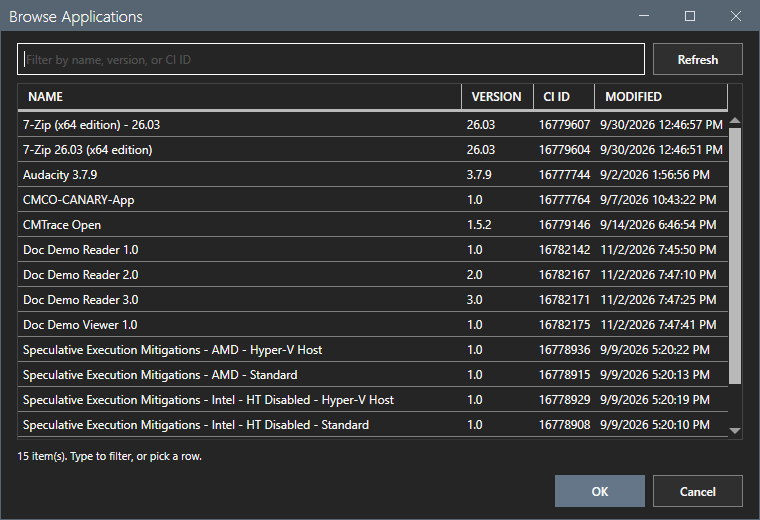 Browse Applications
Filter by name, version, or CI ID
Refresh
NAME VERSION CI ID MODIFIED
7-Zip (x64 edition) - 26.03 26.03 16779607 9/30/2026 12:46:57 PM
7-Zip 26.03 (x64 edition) 26.03 16779604 9/30/2026 12:46:51 PM
Audacity 3.7.9 3.7.9 16777744 9/2/2026 1:56:56 PM
CMCO-CANARY-App 1.0 16777764 9/7/2026 10:43:22 PM
CMTrace Open 1.5.2 16779146 9/14/2026 6:46:54 PM
Doc Demo Reader 1.0 1.0 16782142 11/2/2026 7:45:50 PM
Doc Demo Reader 2.0 2.0 16782167 11/2/2026 7:47:10 PM
Doc Demo Reader 3.0 3.0 16782171 11/2/2026 7:47:25 PM
Doc Demo Viewer 1.0 1.0 16782175 11/2/2026 7:47:41 PM
Speculative Execution Mitigations - AMD - Hyper-V Host 1.0 16778936 9/9/2026 5:20:22 PM
Speculative Execution Mitigations - AMD - Standard 1.0 16778915 9/9/2026 5:20:13 PM
Speculative Execution Mitigations - Intel - HT Disabled - Hyper-V Host 1.0 16778929 9/9/2026 5:20:19 PM
Speculative Execution Mitigations - Intel - HT Disabled - Standard 1.0 16778908 9/9/2026 5:20:10 PM
15 item(s). Type to filter, or pick a row.
OK Cancel